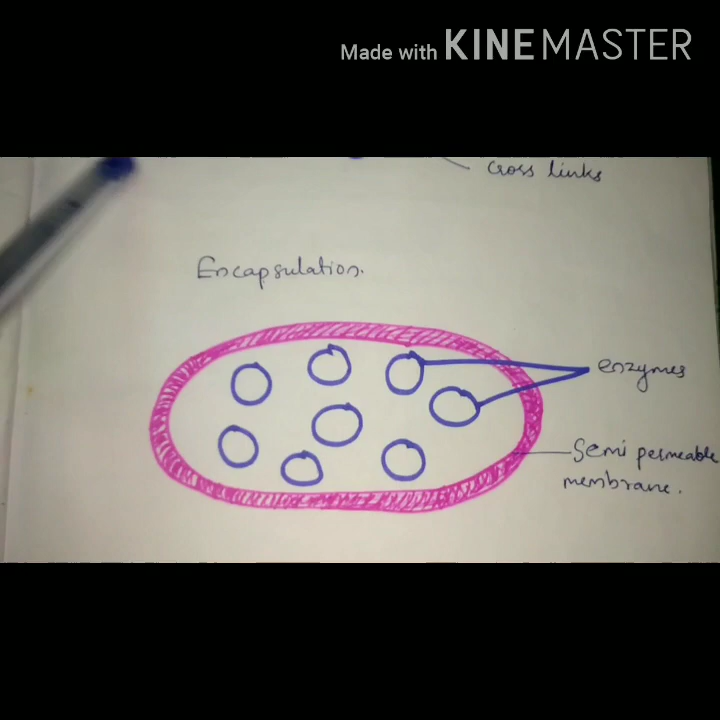 Made with KINEMASTER
Cross links
Encapsulation.
enzymes
Semi permeable
membrane.